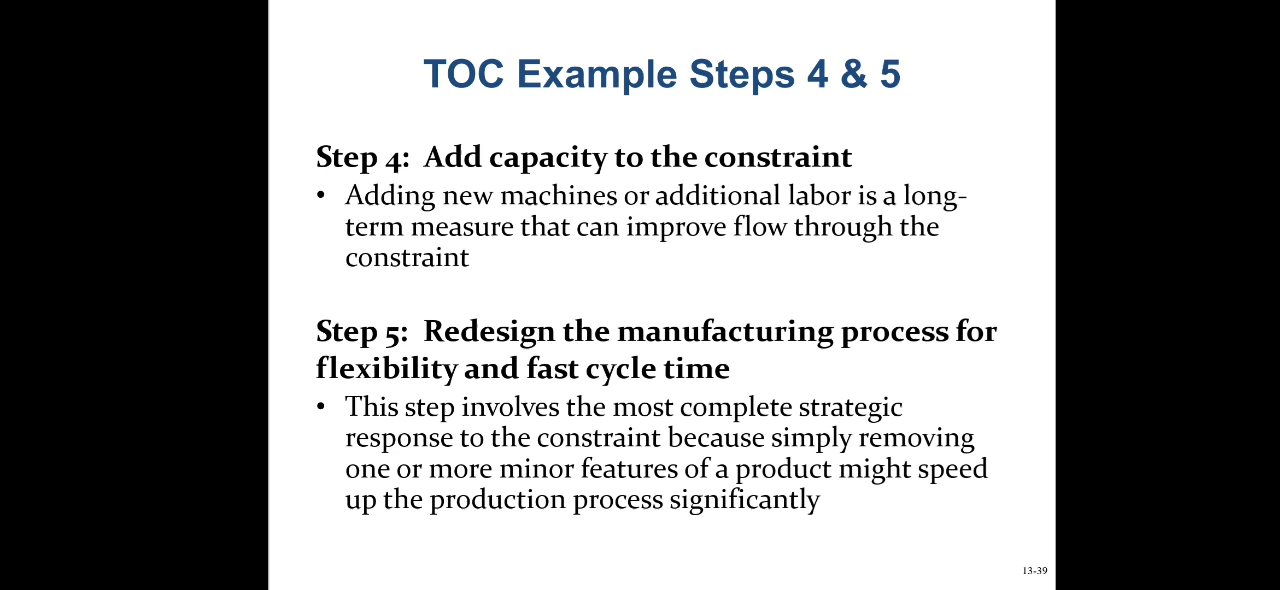 TOC Example Steps 4 & 5
Step 4: Add capacity to the constraint
• Adding new machines or additional labor is a long-
term measure that can improve flow through the
constraint
Step 5: Redesign the manufacturing process for
flexibility and fast cycle time
• This step involves the most complete strategic
response to the constraint because simply removing
one or more minor features of a product might speed
up the production process significantly
13-39